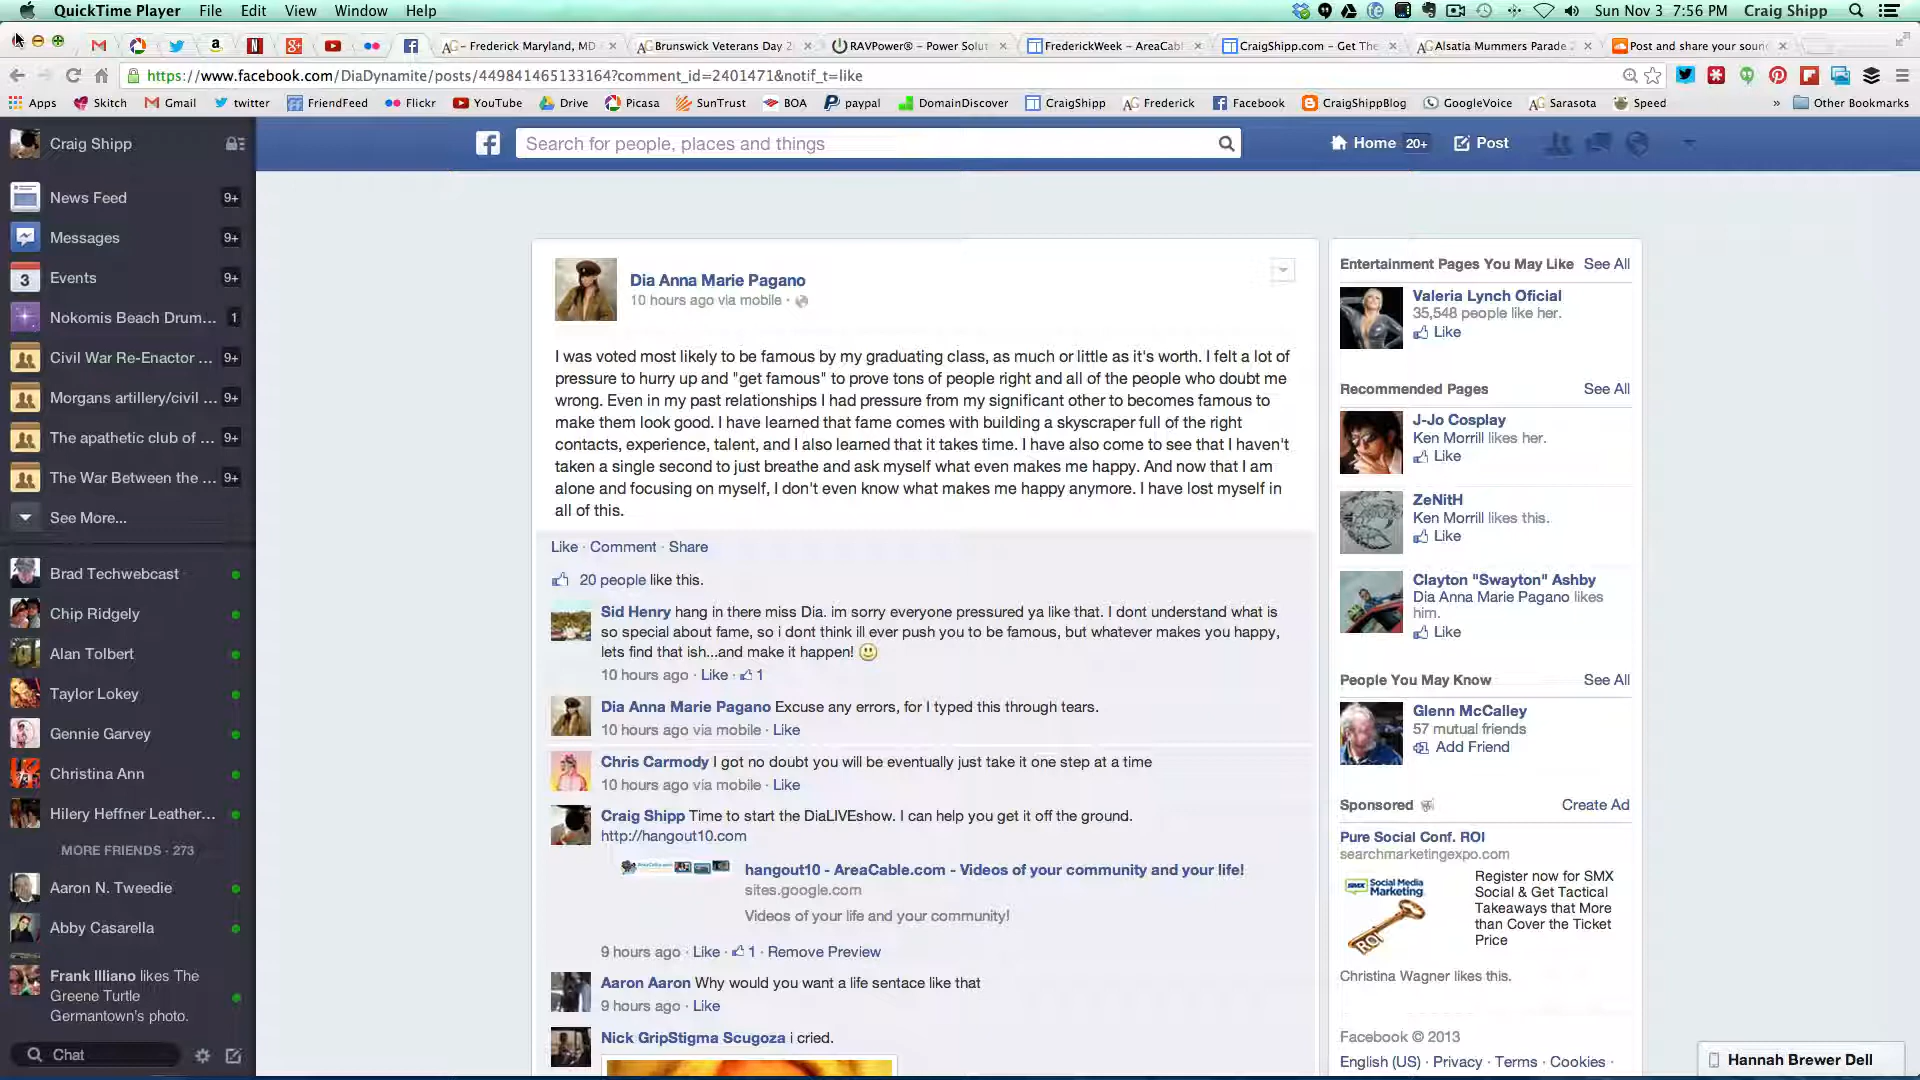 QuickTime Player File Edit View Window Help
Sun Nov 3 7:56 PM Craig Shipp
AG – Frederick Maryland, MD
AG Brunswick Veterans Day 2
RAVPower® – Power Solut
FrederickWeek – AreaCabl
CraigShipp.com – Get The
AG Alsatia Mummers Parade
Post and share your soun
https://www.facebook.com/DiaDynamite/posts/449841465133164?comment_id=2401471&notif_t=like
Apps Skitch Gmail twitter FriendFeed Flickr YouTube Drive Picasa SunTrust BOA paypal DomainDiscover CraigShipp AG Frederick Facebook CraigShippBlog GoogleVoice AG Sarasota Speed » Other Bookmarks
Craig Shipp
Search for people, places and things
Home 20+ Post
News Feed 9+
Messages 9+
3 Events 9+
Nokomis Beach Drum... 1
Civil War Re-Enactor ... 9+
Morgans artillery/civil ... 9+
The apathetic club of ... 9+
The War Between the ... 9+
See More...
Brad Techwebcast
Chip Ridgely
Alan Tolbert
Taylor Lokey
Gennie Garvey
Christina Ann
Hilery Heffner Leather...
MORE FRIENDS · 273
Aaron N. Tweedie
Abby Casarella
Frank Illiano likes The
Greene Turtle
Germantown's photo.
Chat
Dia Anna Marie Pagano
10 hours ago via mobile ·
I was voted most likely to be famous by my graduating class, as much or little as it's worth. I felt a lot of
pressure to hurry up and "get famous" to prove tons of people right and all of the people who doubt me
wrong. Even in my past relationships I had pressure from my significant other to becomes famous to
make them look good. I have learned that fame comes with building a skyscraper full of the right
contacts, experience, talent, and I also learned that it takes time. I have also come to see that I haven't
taken a single second to just breathe and ask myself what even makes me happy. And now that I am
alone and focusing on myself, I don't even know what makes me happy anymore. I have lost myself in
all of this.
Like · Comment · Share
20 people like this.
Sid Henry hang in there miss Dia. im sorry everyone pressured ya like that. I dont understand what is
so special about fame, so i dont think ill ever push you to be famous, but whatever makes you happy,
lets find that ish...and make it happen!
10 hours ago · Like · 1
Dia Anna Marie Pagano Excuse any errors, for I typed this through tears.
10 hours ago via mobile · Like
Chris Carmody I got no doubt you will be eventually just take it one step at a time
10 hours ago via mobile · Like
Craig Shipp Time to start the DiaLIVEshow. I can help you get it off the ground.
http://hangout10.com
hangout10 - AreaCable.com - Videos of your community and your life!
sites.google.com
Videos of your life and your community!
9 hours ago · Like · 1 · Remove Preview
Aaron Aaron Why would you want a life sentace like that
9 hours ago · Like
Nick GripStigma Scugoza i cried.
Entertainment Pages You May Like See All
Valeria Lynch Oficial
35,548 people like her.
Like
Recommended Pages See All
J-Jo Cosplay
Ken Morrill likes her.
Like
ZeNitH
Ken Morrill likes this.
Like
Clayton "Swayton" Ashby
Dia Anna Marie Pagano likes
him.
Like
People You May Know See All
Glenn McCalley
57 mutual friends
Add Friend
Sponsored Create Ad
Pure Social Conf. ROI
searchmarketingexpo.com
SMX Social Media
Marketing
ROI
Register now for SMX
Social & Get Tactical
Takeaways that More
than Cover the Ticket
Price
Christina Wagner likes this.
Facebook © 2013
English (US) · Privacy · Terms · Cookies ·
Hannah Brewer Dell